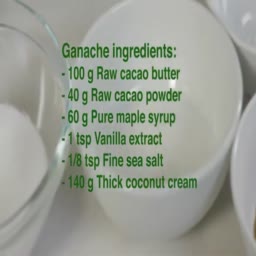 Ganache ingredients:
- 100 g Raw cacao butter
- 40 g Raw cacao powder
- 60 g Pure maple syrup
- 1 tsp Vanilla extract
- 1/8 tsp Fine sea salt
- 140 g Thick coconut cream